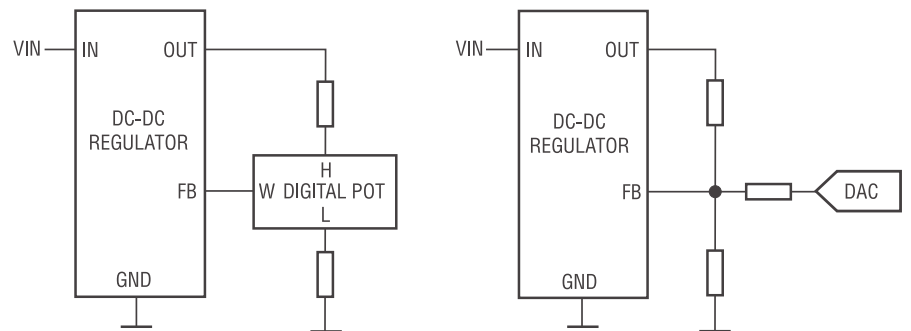 VIN
IN
OUT
DC-DC
REGULATOR
FB
GND
H
W DIGITAL POT
L
VIN
IN
OUT
DC-DC
REGULATOR
FB
GND
DAC